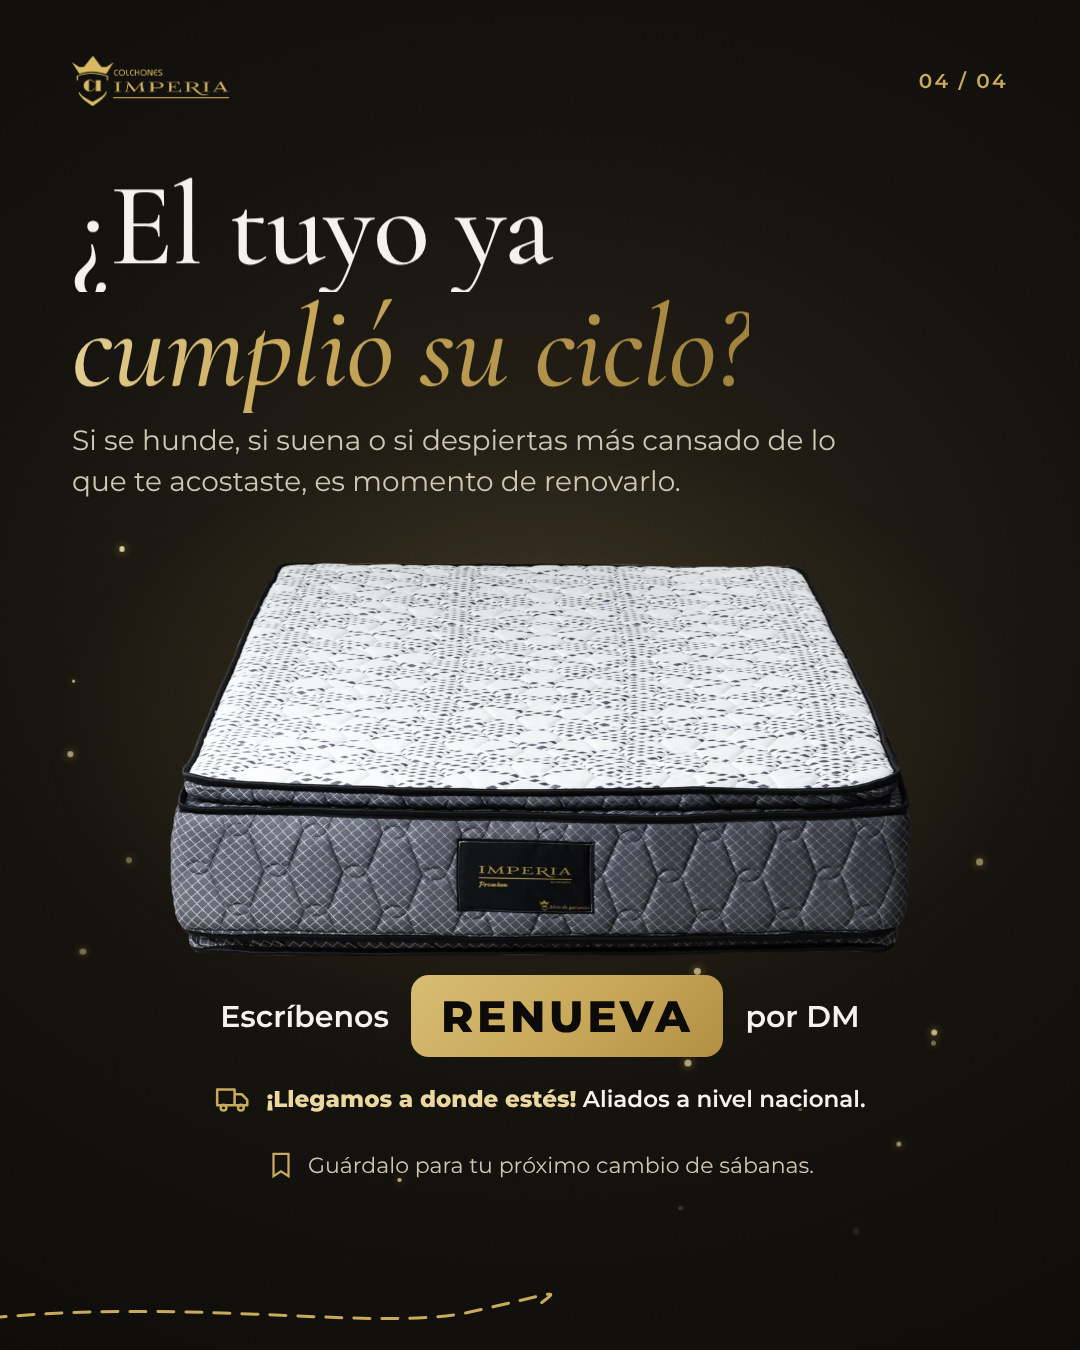 COLCHONES
IMPERIA
04 / 04
¿El tuyo ya
cumplió su ciclo?
Si se hunde, si suena o si despiertas más cansado de lo
que te acostaste, es momento de renovarlo.
IMPERIA
Premium
Escríbenos RENUEVA por DM
¡Llegamos a donde estés! Aliados a nivel nacional.
Guárdalo para tu próximo cambio de sábanas.